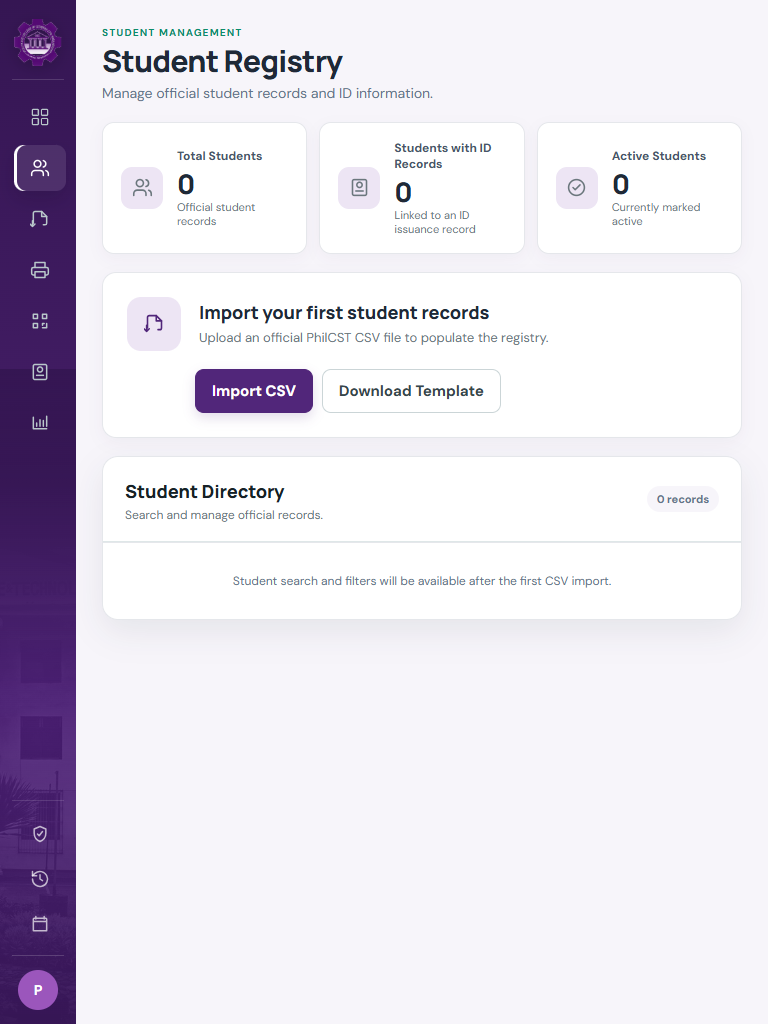 STUDENT MANAGEMENT
Student Registry
Manage official student records and ID information.
Total Students
0
Official student
records
Students with ID
Records
0
Linked to an ID
issuance record
Active Students
0
Currently marked
active
Import your first student records
Upload an official PhilCST CSV file to populate the registry.
Import CSV
Download Template
Student Directory
Search and manage official records.
0 records
Student search and filters will be available after the first CSV import.
P